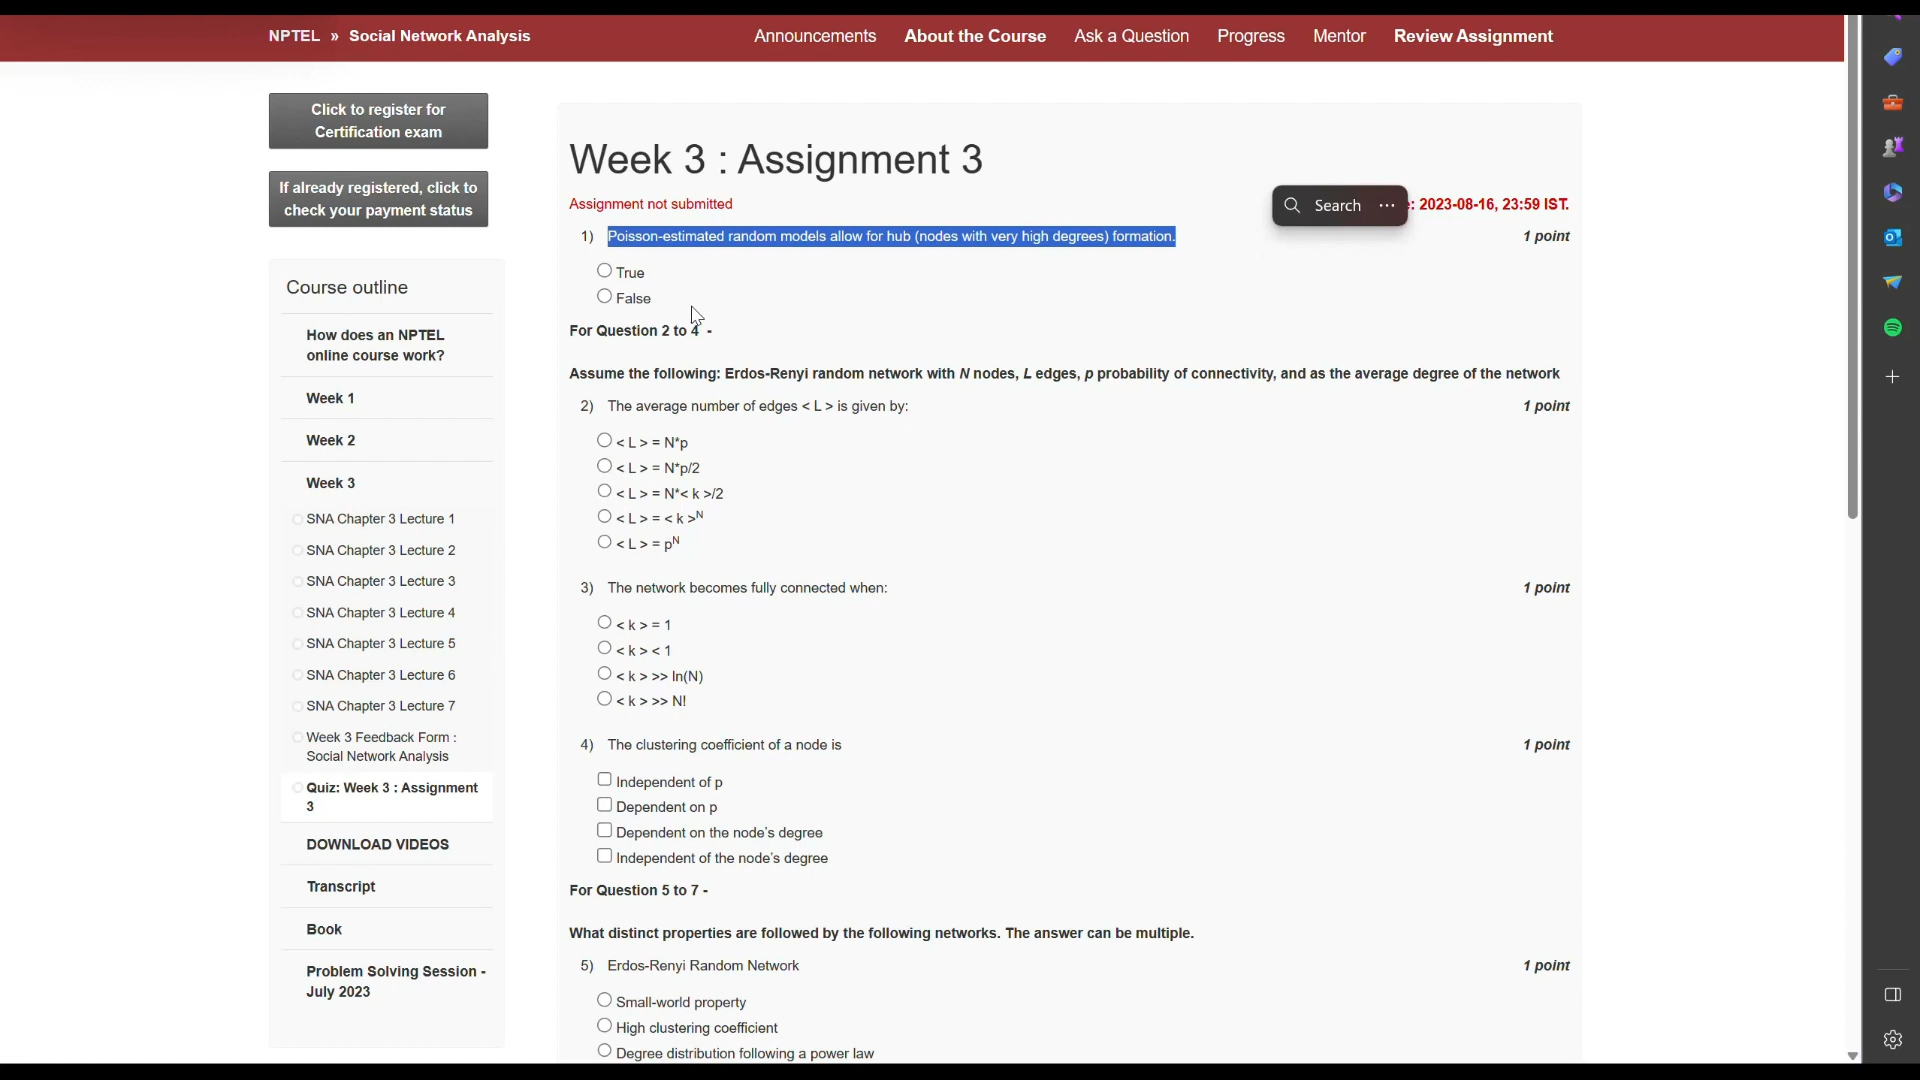 NPTEL » Social Network Analysis
Announcements About the Course Ask a Question Progress Mentor Review Assignment
Click to register for
Certification exam
If already registered, click to
check your payment status
Course outline
How does an NPTEL
online course work?
Week 1
Week 2
Week 3
SNA Chapter 3 Lecture 1
SNA Chapter 3 Lecture 2
SNA Chapter 3 Lecture 3
SNA Chapter 3 Lecture 4
SNA Chapter 3 Lecture 5
SNA Chapter 3 Lecture 6
SNA Chapter 3 Lecture 7
Week 3 Feedback Form :
Social Network Analysis
Quiz: Week 3 : Assignment
3
DOWNLOAD VIDEOS
Transcript
Book
Problem Solving Session -
July 2023
Week 3 : Assignment 3
Assignment not submitted : 2023-08-16, 23:59 IST.
Search
1) Poisson-estimated random models allow for hub (nodes with very high degrees) formation. 1 point
True
False
For Question 2 to 4 -
Assume the following: Erdos-Renyi random network with N nodes, L edges, p probability of connectivity, and as the average degree of the network
2) The average number of edges < L > is given by: 1 point
< L > = N*p
< L > = N*p/2
< L > = N*< k >/2
< L > = < k >ᴺ
< L > = pᴺ
3) The network becomes fully connected when: 1 point
< k > = 1
< k > < 1
< k > >> ln(N)
< k > >> N!
4) The clustering coefficient of a node is 1 point
Independent of p
Dependent on p
Dependent on the node's degree
Independent of the node's degree
For Question 5 to 7 -
What distinct properties are followed by the following networks. The answer can be multiple.
5) Erdos-Renyi Random Network 1 point
Small-world property
High clustering coefficient
Degree distribution following a power law